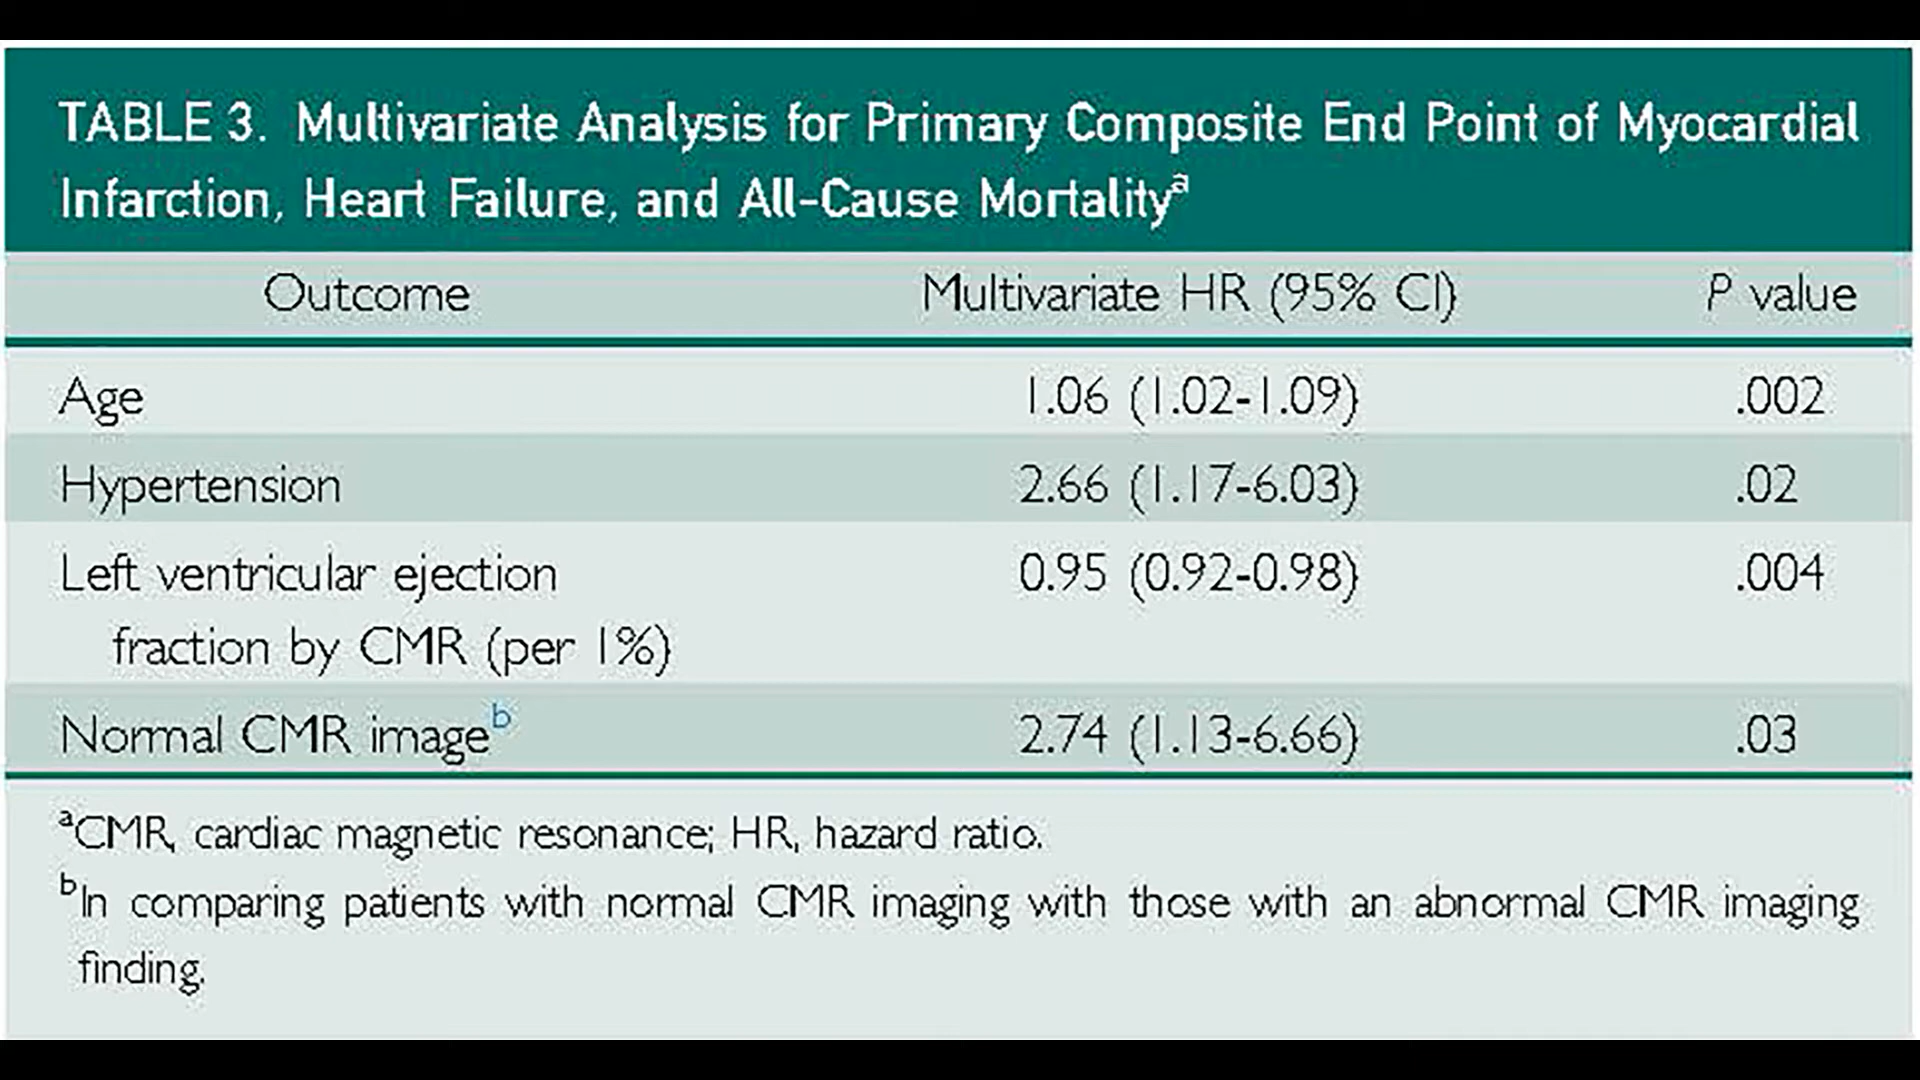 TABLE 3. Multivariate Analysis for Primary Composite End Point of Myocardial
Infarction, Heart Failure, and All-Cause Mortalityᵃ
Outcome Multivariate HR (95% CI) P value
Age 1.06 (1.02-1.09) .002
Hypertension 2.66 (1.17-6.03) .02
Left ventricular ejection 0.95 (0.92-0.98) .004
fraction by CMR (per 1%)
Normal CMR imageᵇ 2.74 (1.13-6.66) .03
ᵃCMR, cardiac magnetic resonance; HR, hazard ratio.
ᵇIn comparing patients with normal CMR imaging with those with an abnormal CMR imaging
finding.